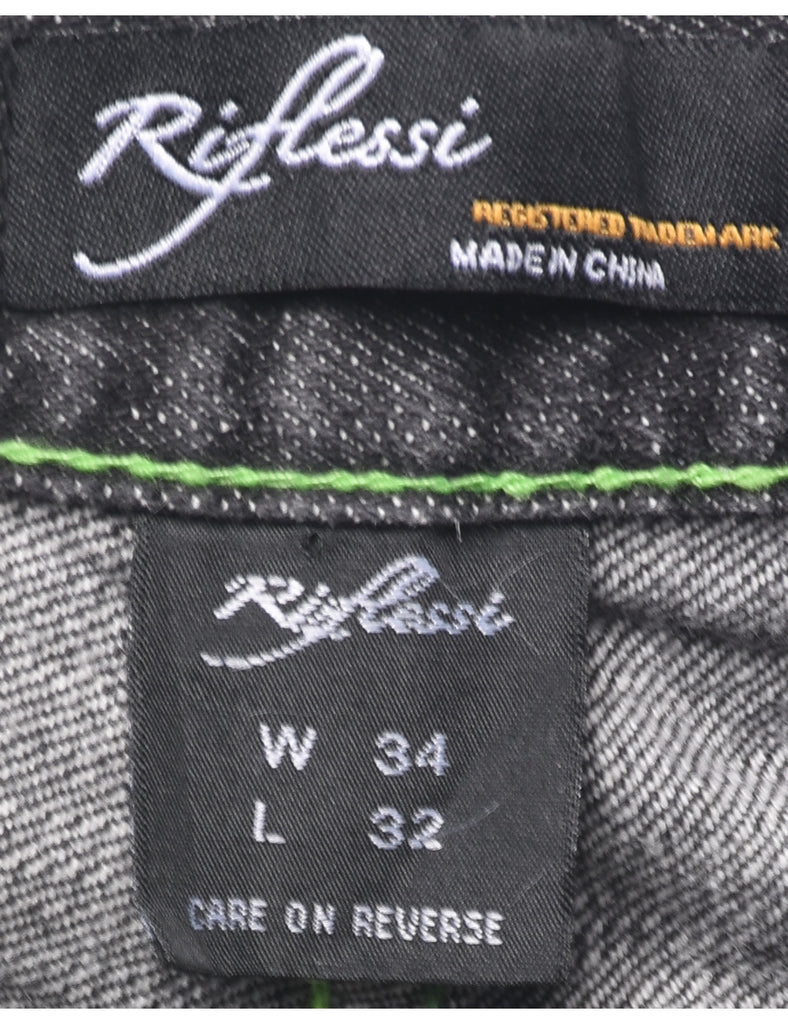 Riflessi
REGISTERED TRADEMARK
MADE IN CHINA
Riflessi
W 34
L 32
CARE ON REVERSE